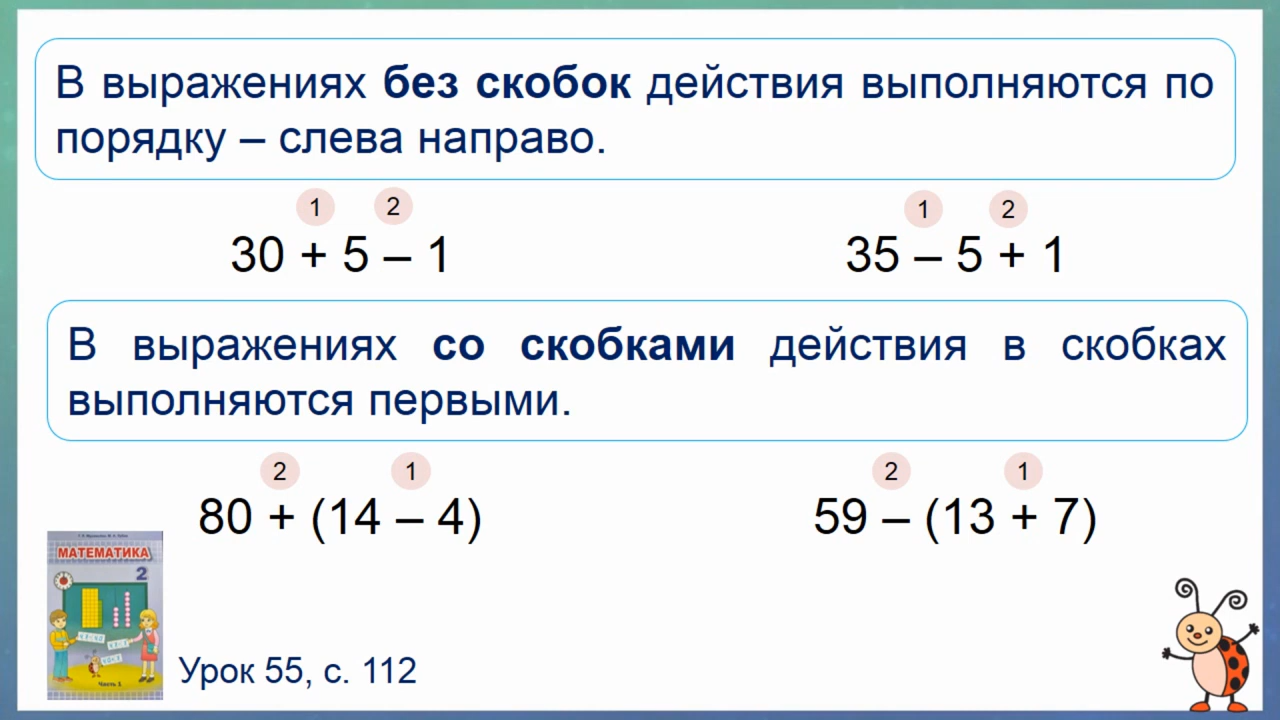 В выражениях без скобок действия выполняются по
порядку – слева направо.
1 2
30 + 5 – 1
1 2
35 – 5 + 1
В выражениях со скобками действия в скобках
выполняются первыми.
2 1
80 + (14 – 4)
2 1
59 – (13 + 7)
МАТЕМАТИКА
2
Часть 1
Урок 55, с. 112